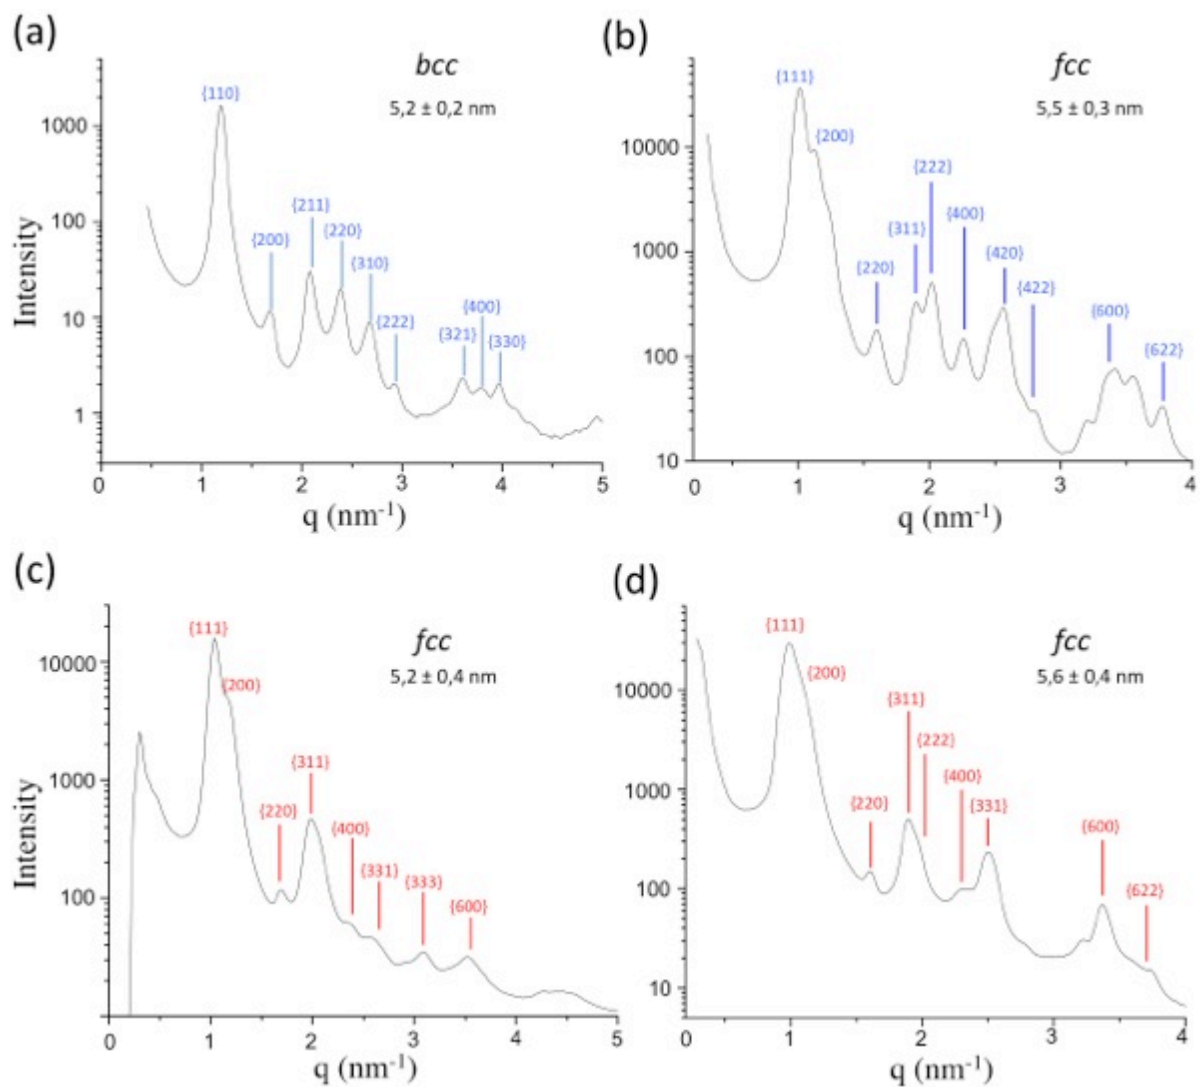 (a)
bcc
5,2 ± 0,2 nm
{110}
{200}
{211}
{220}
{310}
{222}
{321}
{400}
{330}
1000
100
10
1
Intensity
0 1 2 3 4 5
q (nm-1)
(b)
fcc
5,5 ± 0,3 nm
{111}
{200}
{220}
{311}
{222}
{400}
{420}
{422}
{600}
{622}
10000
1000
100
10
0 1 2 3 4
q (nm-1)
(c)
fcc
5,2 ± 0,4 nm
{111}
{200}
{220}
{311}
{400}
{331}
{333}
{600}
10000
1000
100
Intensity
0 1 2 3 4 5
q (nm-1)
(d)
fcc
5,6 ± 0,4 nm
{111}
{200}
{220}
{311}
{222}
{400}
{331}
{600}
{622}
10000
1000
100
10
0 1 2 3 4
q (nm-1)